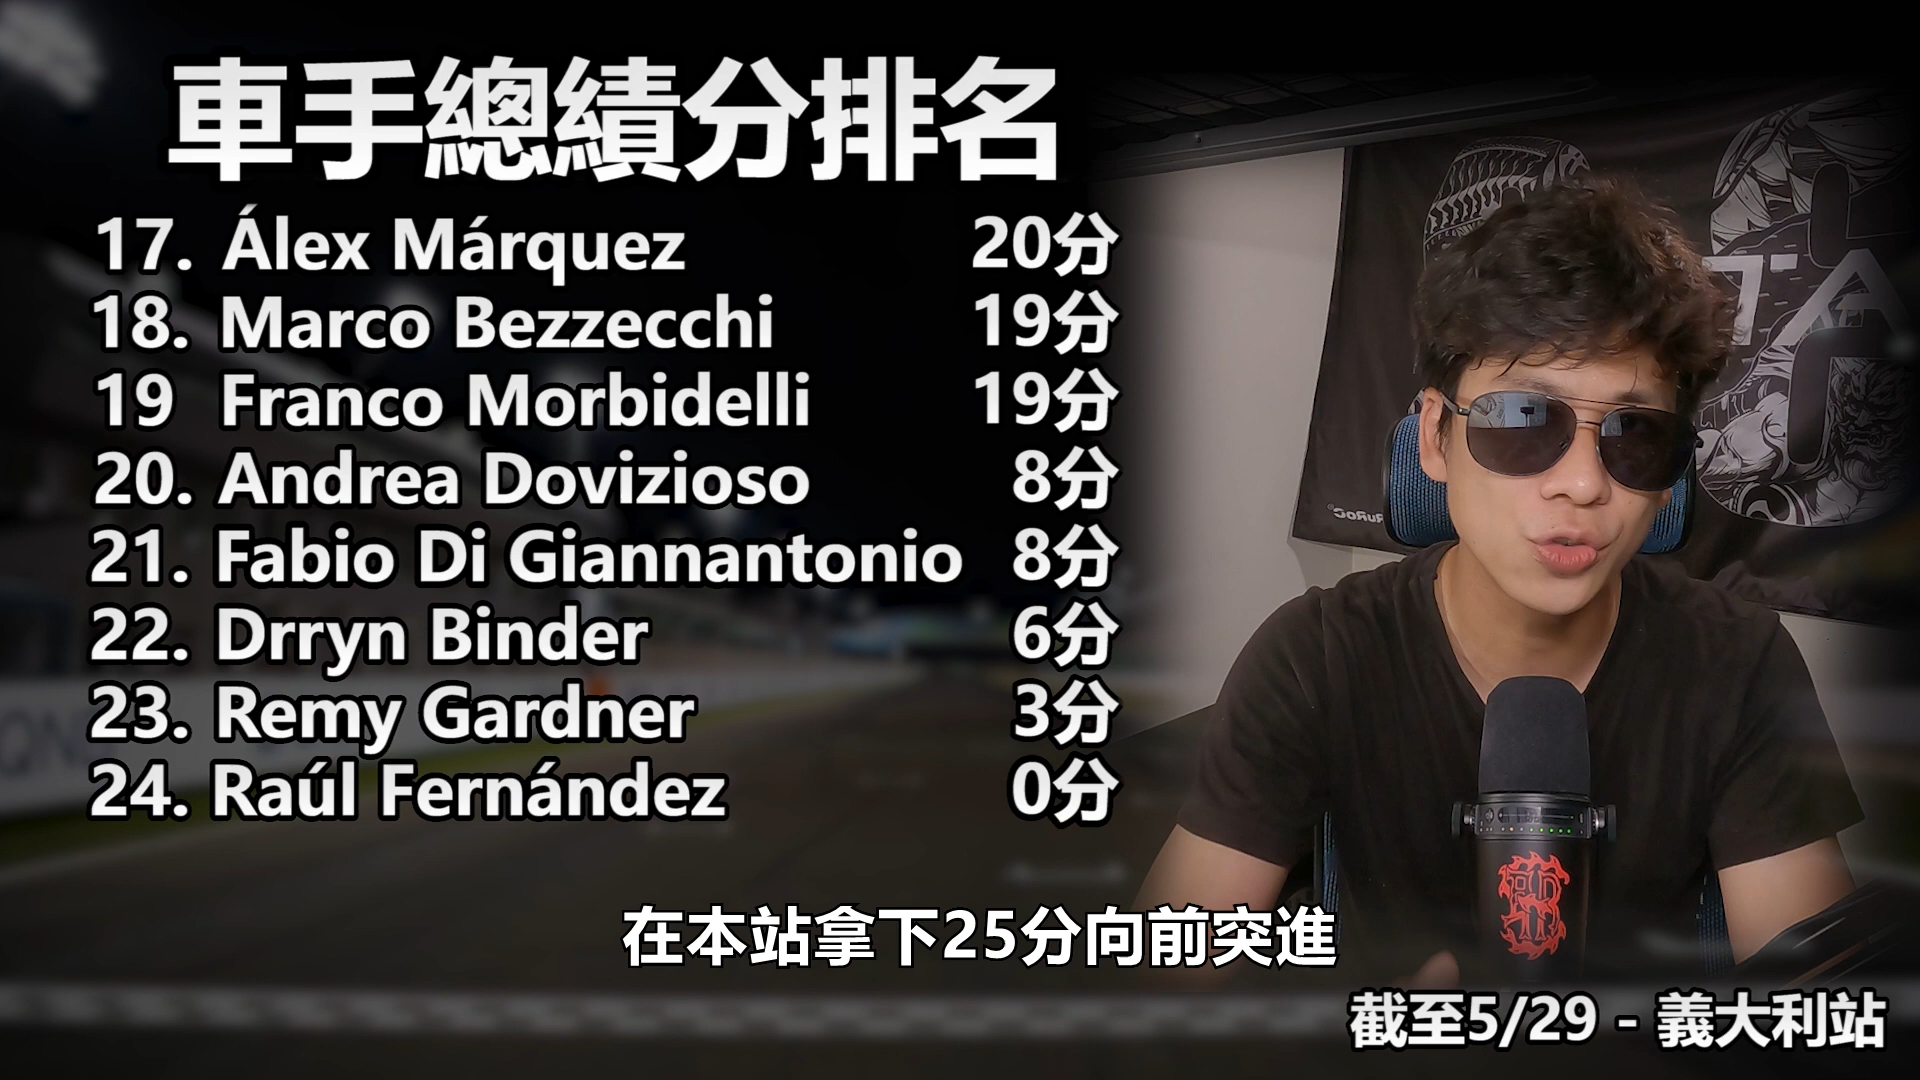 車手總績分排名
17. Álex Márquez 20分
18. Marco Bezzecchi 19分
19 Franco Morbidelli 19分
20. Andrea Dovizioso 8分
21. Fabio Di Giannantonio 8分
22. Drryn Binder 6分
23. Remy Gardner 3分
24. Raúl Fernández 0分
RuRoC
在本站拿下25分向前突進
截至5/29 - 義大利站